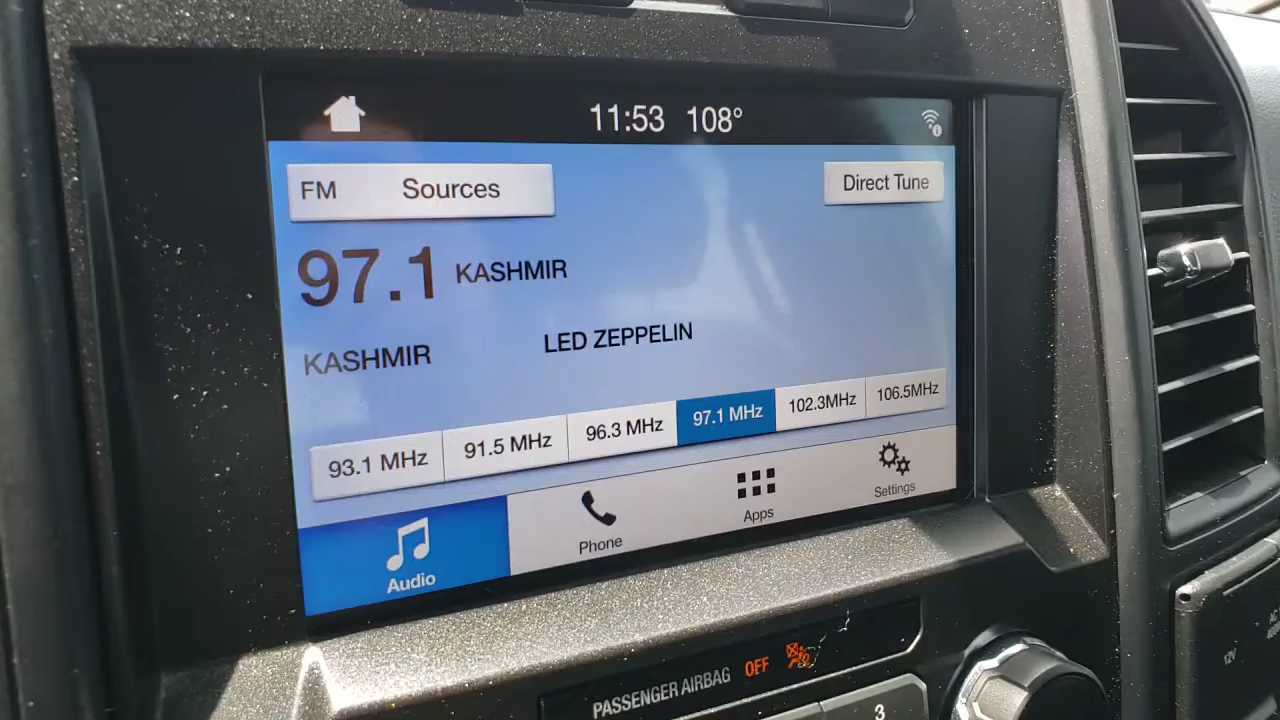 11:53 108°
FM Sources
Direct Tune
97.1 KASHMIR
KASHMIR
LED ZEPPELIN
93.1 MHz
91.5 MHz
96.3 MHz
97.1 MHz
102.3MHz
106.5MHz
Audio
Phone
Apps
Settings
PASSENGER AIRBAG OFF
3
12V